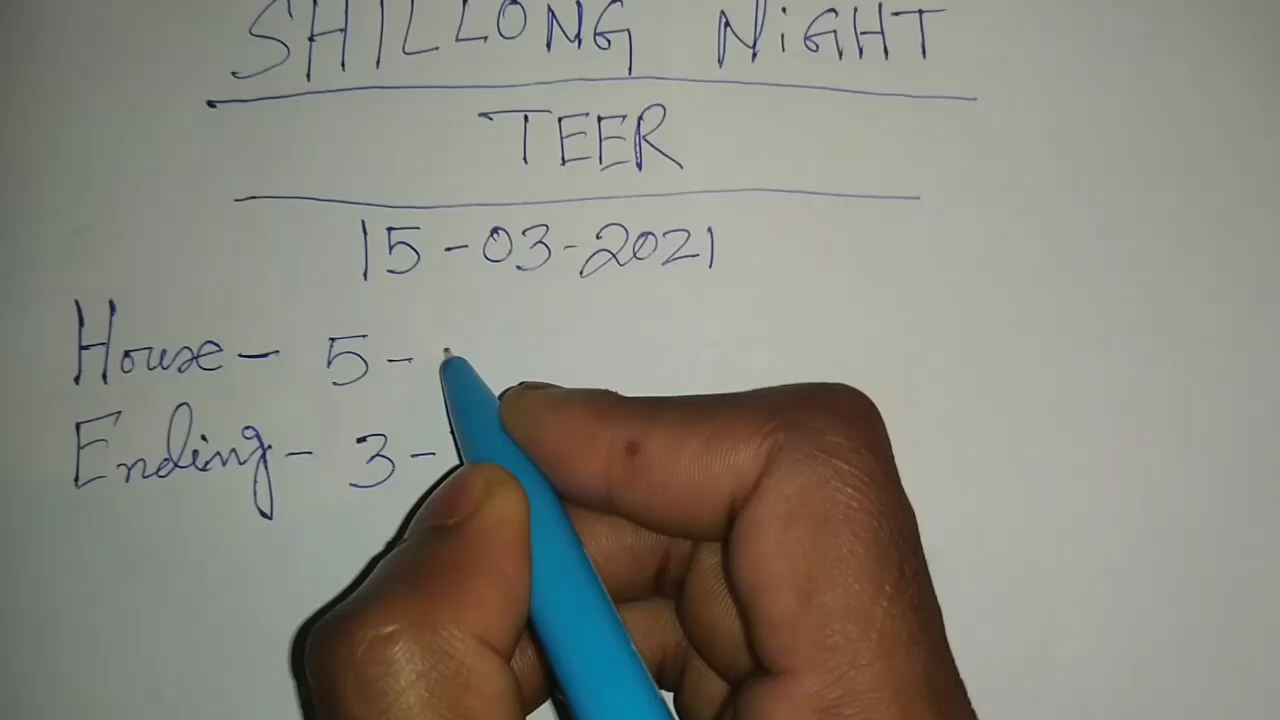 SHILLONG NiGHT
TEER
15-03-2021
House- 5-
Ending- 3-